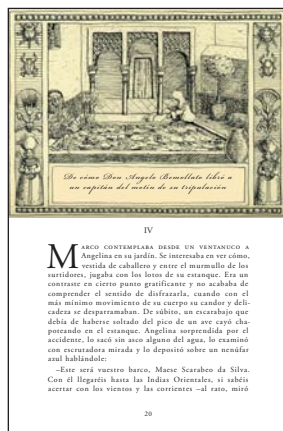 De cómo Don Angelo Bemollato libró a
un capitán del motín de su tripulación
IV
MARCO CONTEMPLABA DESDE UN VENTANUCO A
Angelina en su jardín. Se interesaba en ver cómo,
vestida de caballero y entre el murmullo de los
surtidores, jugaba con los lotos de su estanque. Era un
contraste en cierto punto gratificante y no acababa de
comprender el sentido de disfrazarla, cuando con el
más mínimo movimiento de su cuerpo su candor y deli-
cadeza se desparramaban. De súbito, un escarabajo que
debía de haberse soltado del pico de un ave cayó cha-
poteando en el estanque. Angelina sorprendida por el
accidente, lo sacó sin asco alguno del agua, lo examinó
con escrutadora mirada y lo depositó sobre un nenúfar
azul hablándole:
–Este será vuestro barco, Maese Scarabeo da Silva.
Con él llegaréis hasta las Indias Orientales, si sabéis
acertar con los vientos y las corrientes –al rato, miró
20